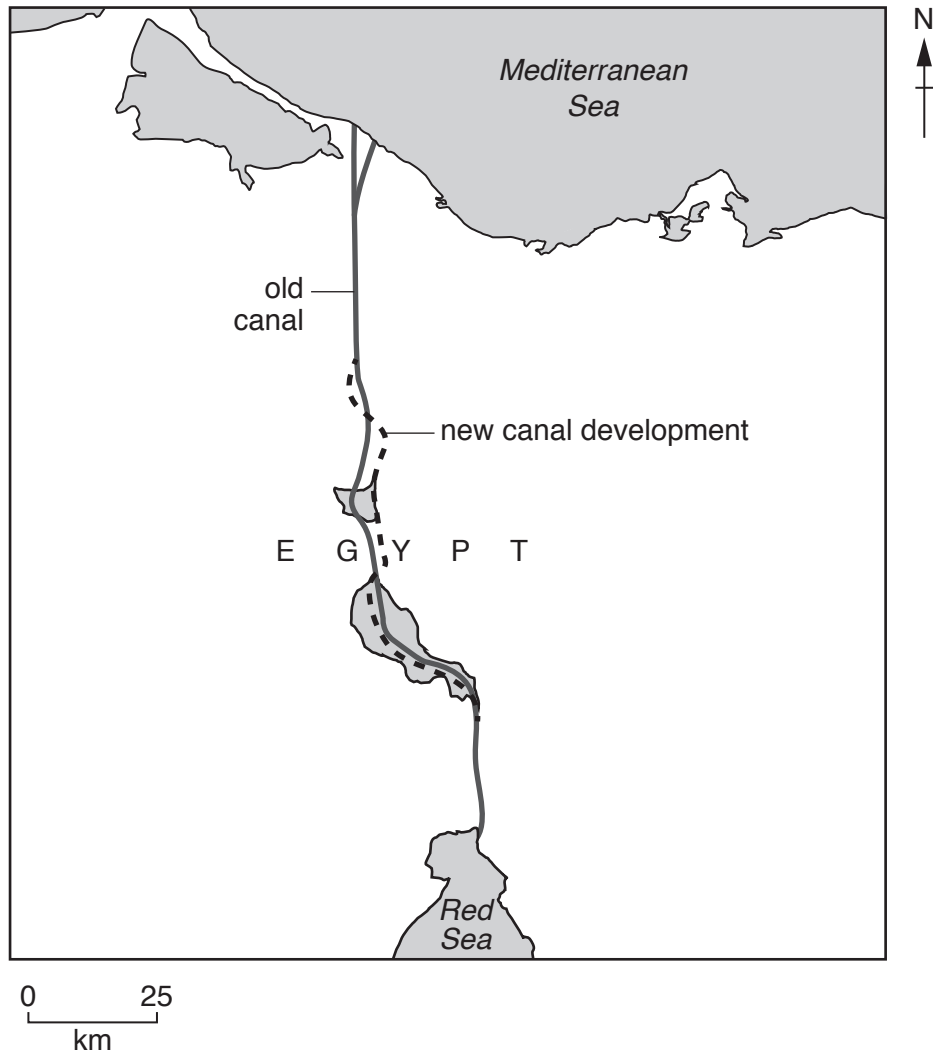 N
Mediterranean
Sea
old
canal
new canal development
E G Y P T
Red
Sea
0 25
km